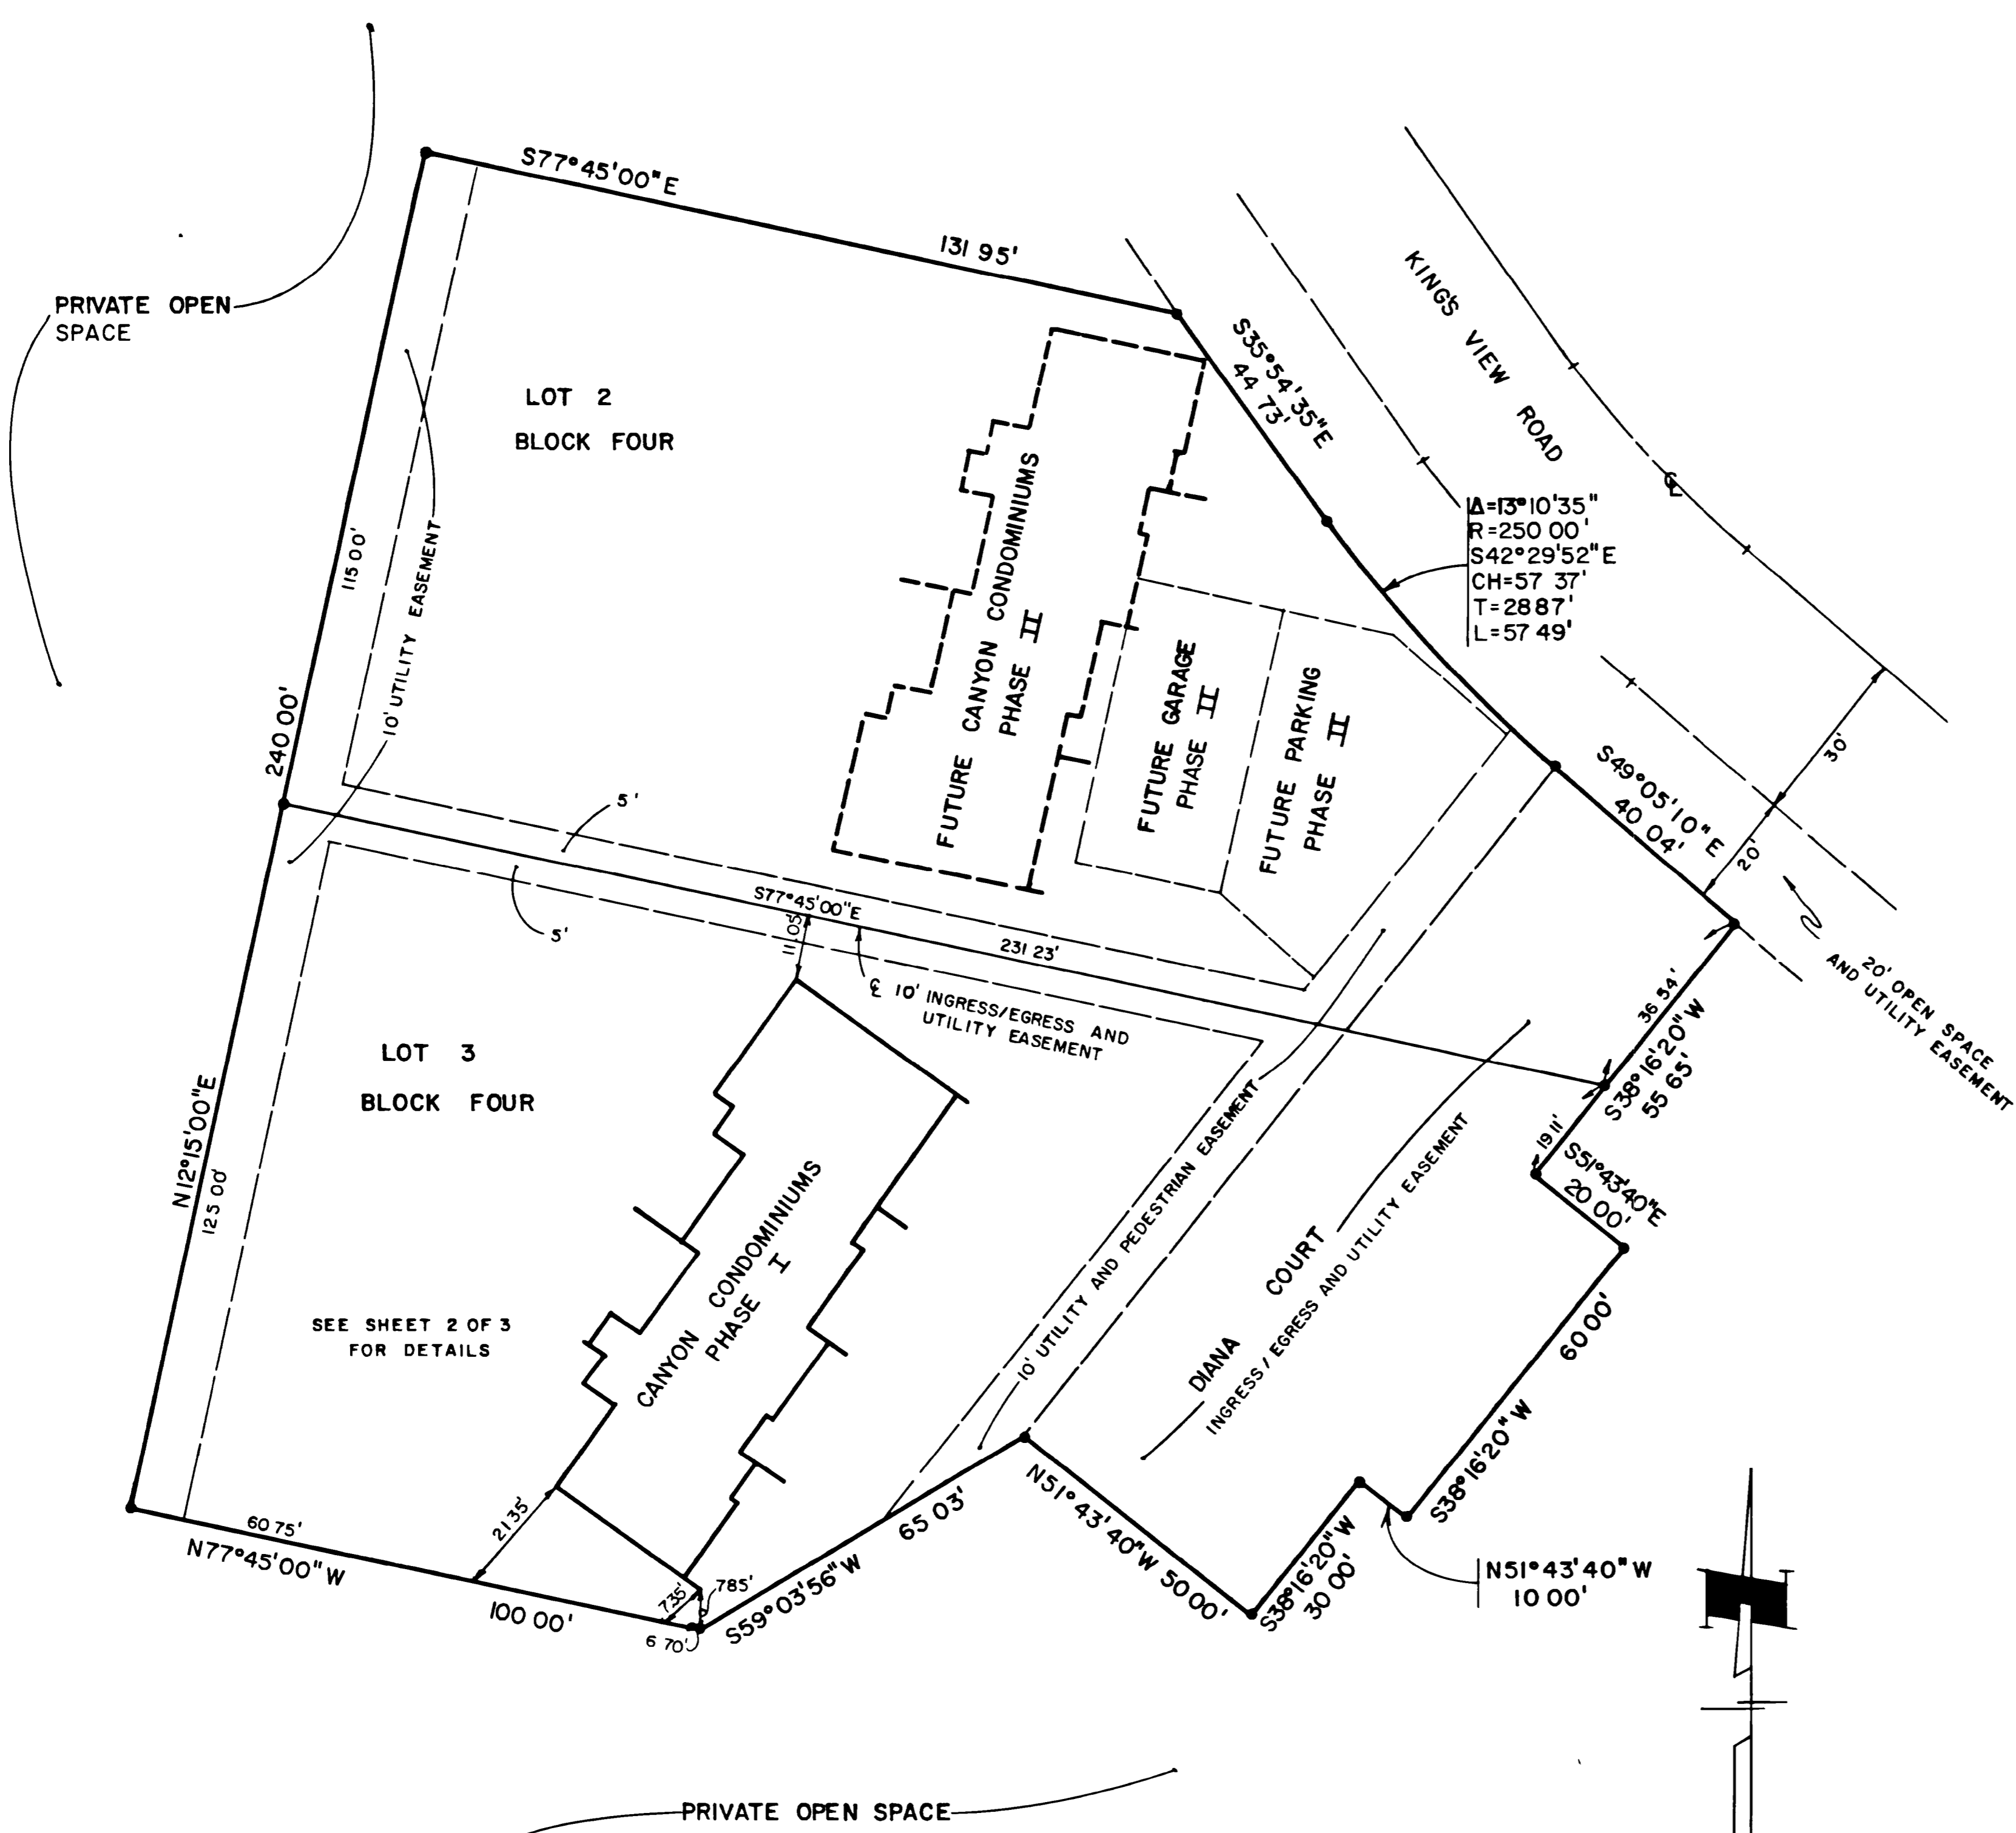 S77°45'00"E
131 95'
PRIVATE OPEN
SPACE
KING'S VIEW ROAD
S35°54'35"E
44 73'
LOT 2
BLOCK FOUR
℄
Δ=13°10'35"
R=250 00'
S42°29'52"E
CH=57 37'
T=28 87'
L=57 49'
115 00'
10' UTILITY EASEMENT
240 00'
FUTURE CANYON CONDOMINIUMS
PHASE II
FUTURE GARAGE
PHASE II
FUTURE PARKING
PHASE II
30'
S49°05'10"E
40 04'
20'
5'
5'
S77°45'00"E
11.05'
231 23'
℄ 10' INGRESS/EGRESS AND
UTILITY EASEMENT
20' OPEN SPACE
AND UTILITY EASEMENT
36 54'
S38°16'20"W
55 65'
LOT 3
BLOCK FOUR
19 11'
S51°43'40"E
20 00'
N12°15'00"E
125 00'
10' UTILITY AND PEDESTRIAN EASEMENT
DIANA COURT
INGRESS/EGRESS AND UTILITY EASEMENT
CANYON CONDOMINIUMS
PHASE I
SEE SHEET 2 OF 3
FOR DETAILS
60 00'
S38°16'20"W
21 35'
60 75'
N77°45'00"W
100 00'
7 35'
7 85'
6 70'
65 03'
S59°03'56"W
N51°43'40"W 50 00'
S38°16'20"W
30 00'
N51°43'40"W
10 00'
PRIVATE OPEN SPACE